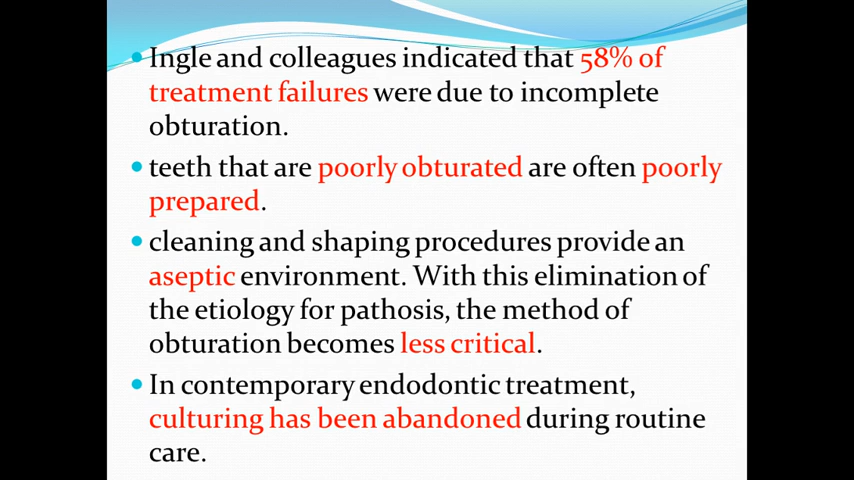 • Ingle and colleagues indicated that 58% of
treatment failures were due to incomplete
obturation.
• teeth that are poorly obturated are often poorly
prepared.
• cleaning and shaping procedures provide an
aseptic environment. With this elimination of
the etiology for pathosis, the method of
obturation becomes less critical.
• In contemporary endodontic treatment,
culturing has been abandoned during routine
care.